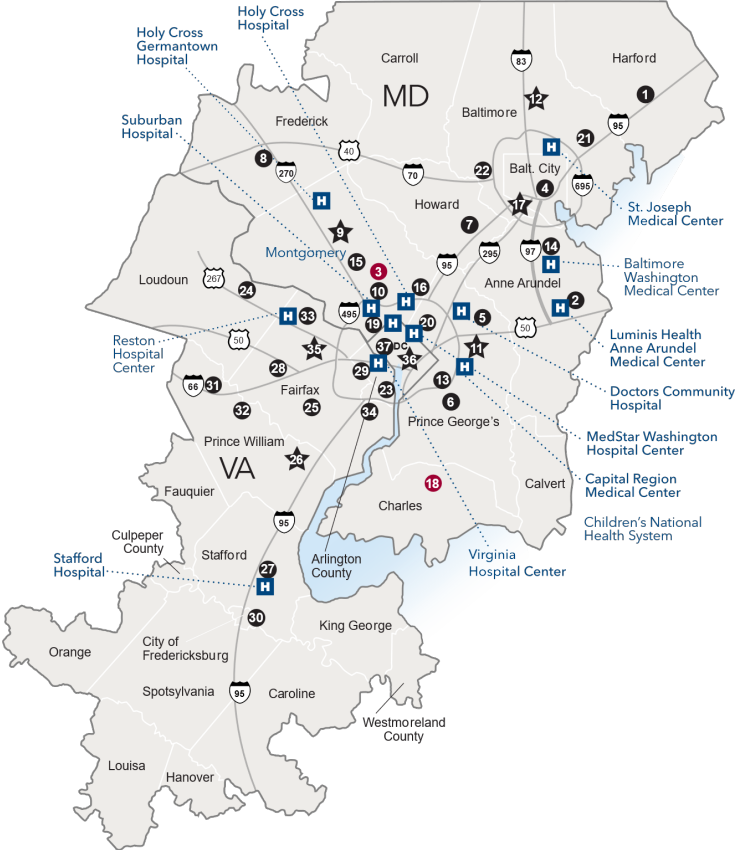 Holy Cross
Hospital
Holy Cross
Germantown
Hospital
Carroll
83
Harford
MD
12
1
Baltimore
Suburban
Hospital
Frederick
95
21
40
H
8
270
70
22
Balt. City
695
4
H
Howard
17
St. Joseph
Medical Center
9
7
Montgomery
295
97
14
15
95
H
Baltimore
Washington
Medical Center
3
Loudoun
267
Anne Arundel
24
10
16
H
2
H
H
495
H
5
H
33
H
19
20
H
50
Luminis Health
Anne Arundel
Medical Center
Reston
Hospital
Center
50
35
37
DC
11
36
H
H
28
29
66
31
13
Doctors Community
Hospital
Fairfax
23
6
32
25
34
Prince George's
Prince William
MedStar Washington
Hospital Center
26
VA
18
Capital Region
Medical Center
Calvert
Fauquier
Charles
95
Children's National
Health System
Culpeper
County
Stafford
Stafford
Hospital
Arlington
County
Virginia
Hospital Center
27
H
30
King George
City of
Fredericksburg
Orange
Spotsylvania
95
Caroline
Westmoreland
County
Louisa
Hanover